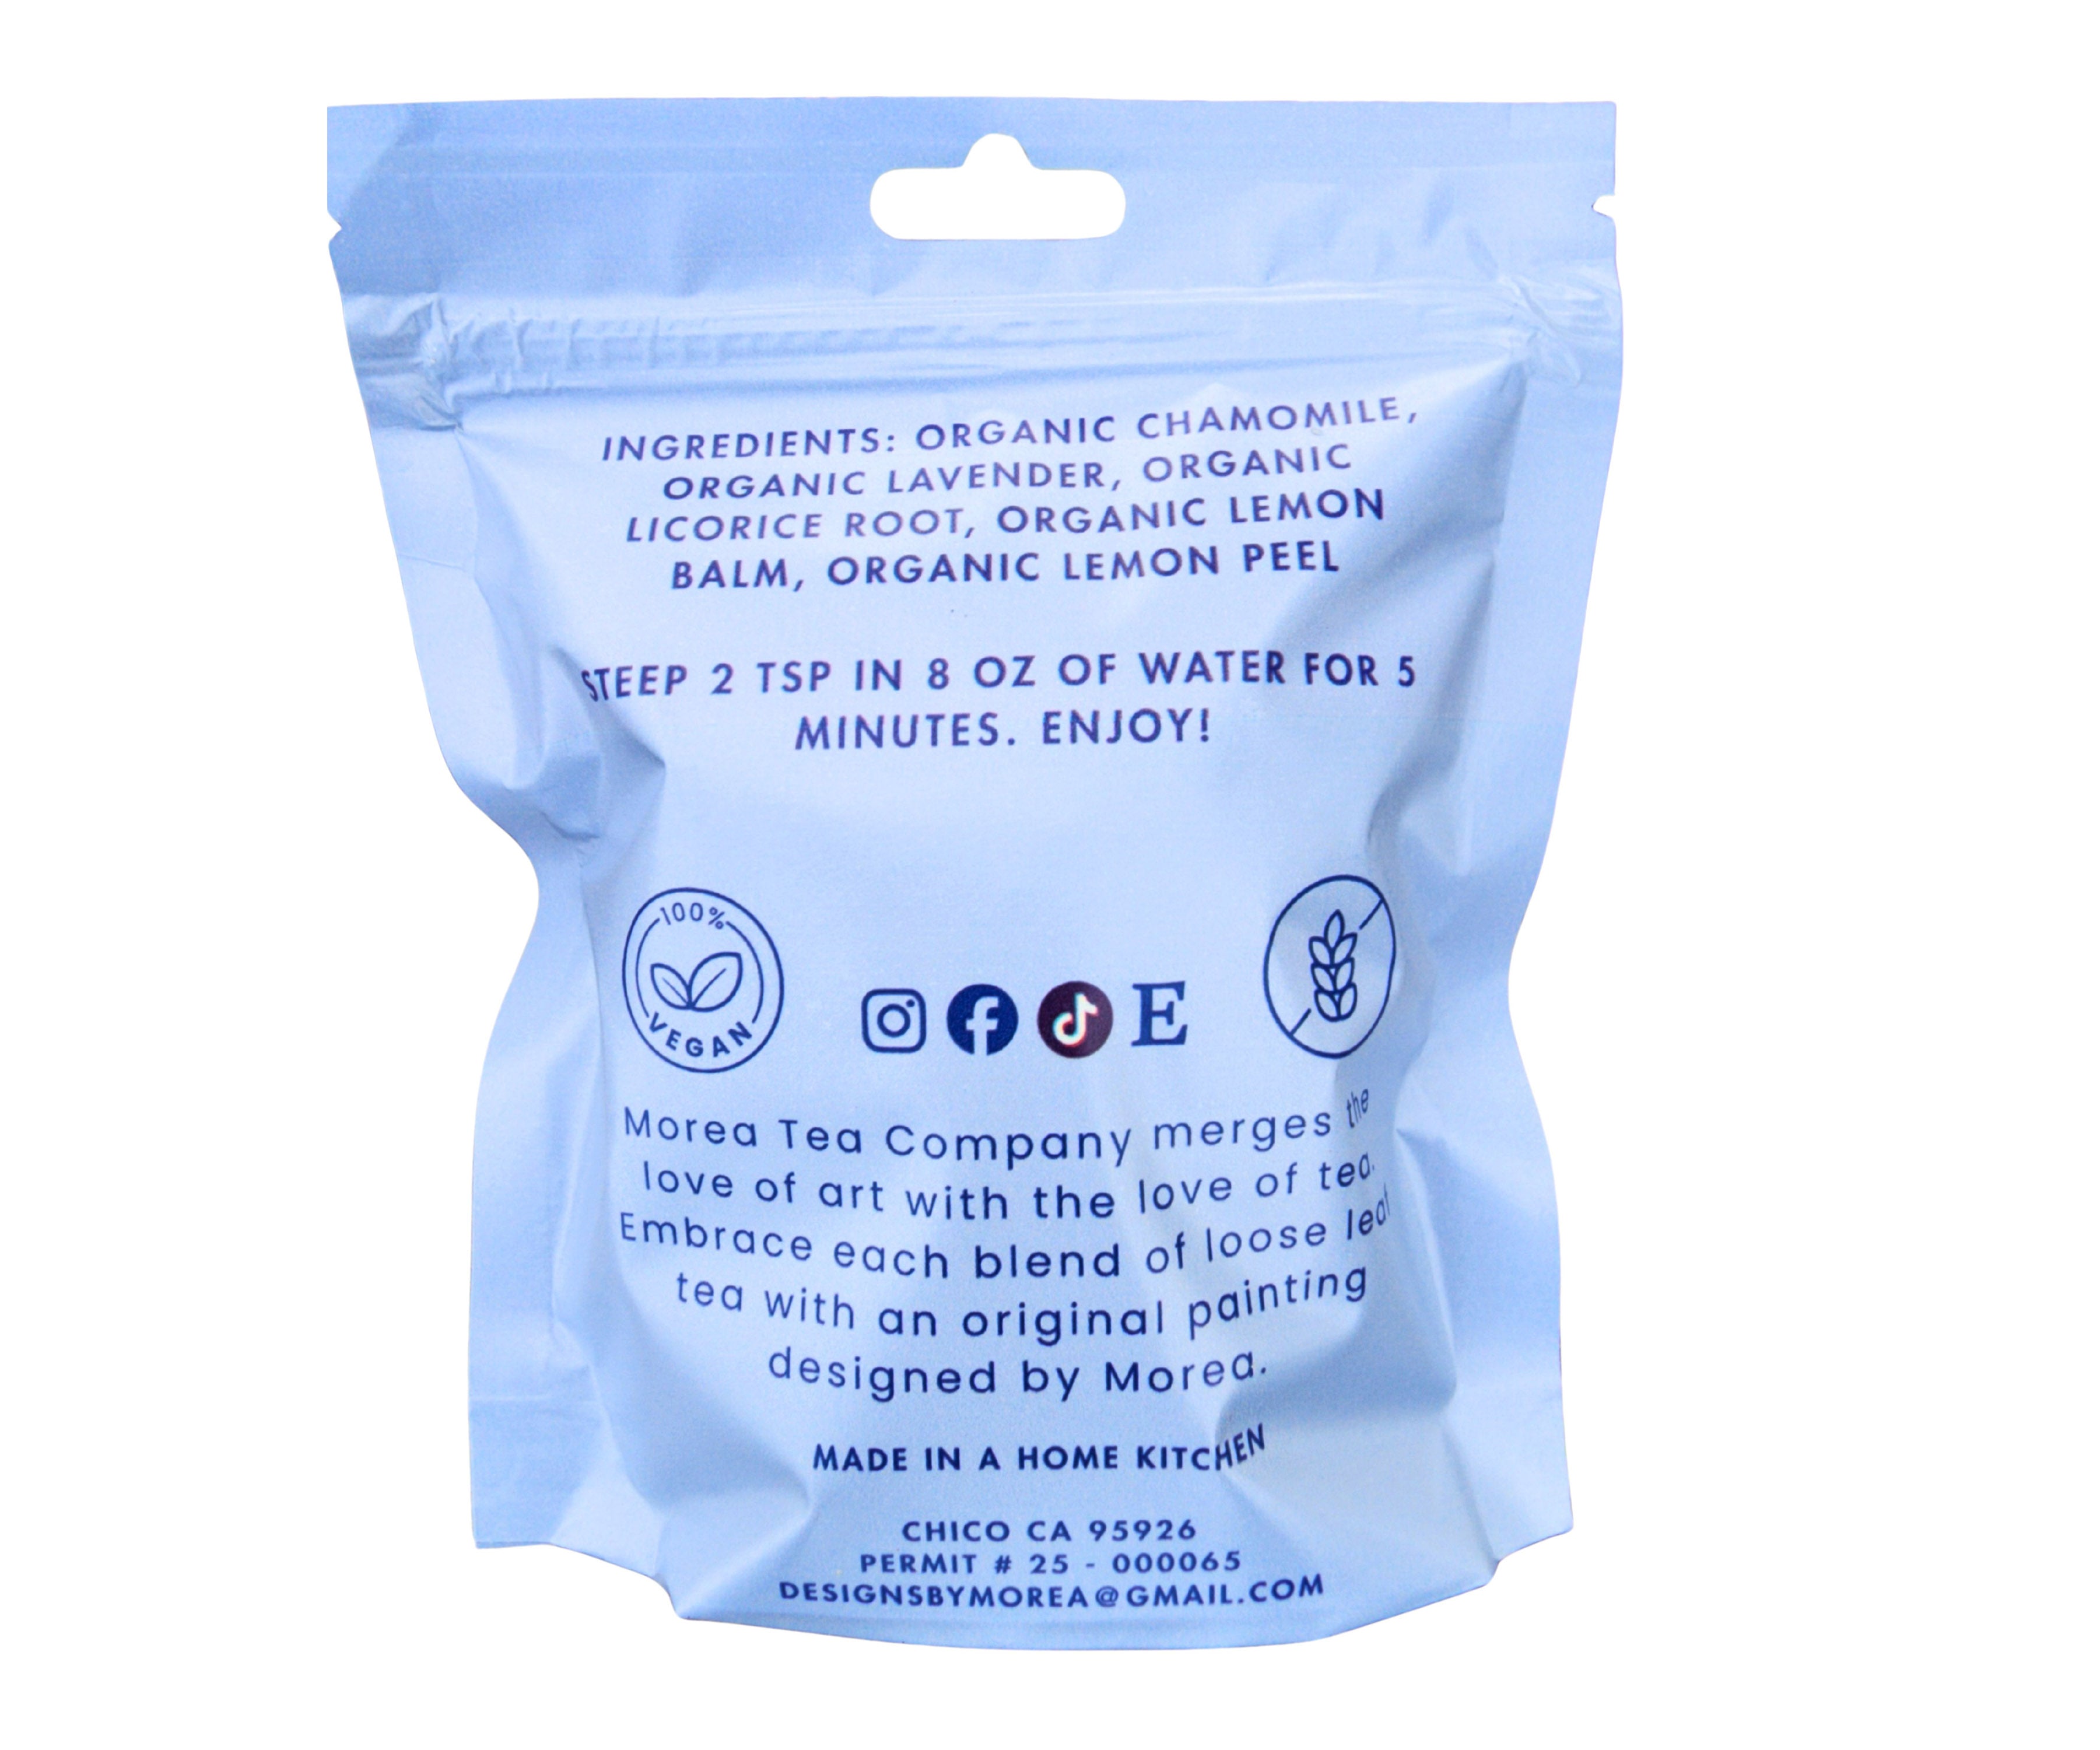 INGREDIENTS: ORGANIC CHAMOMILE,
ORGANIC LAVENDER, ORGANIC
LICORICE ROOT, ORGANIC LEMON
BALM, ORGANIC LEMON PEEL
STEEP 2 TSP IN 8 OZ OF WATER FOR 5
MINUTES. ENJOY!
100%
VEGAN
E
Morea Tea Company merges the
love of art with the love of tea.
Embrace each blend of loose leaf
tea with an original painting
designed by Morea.
MADE IN A HOME KITCHEN
CHICO CA 95926
PERMIT # 25 - 000065
DESIGNSBYMOREA@GMAIL.COM